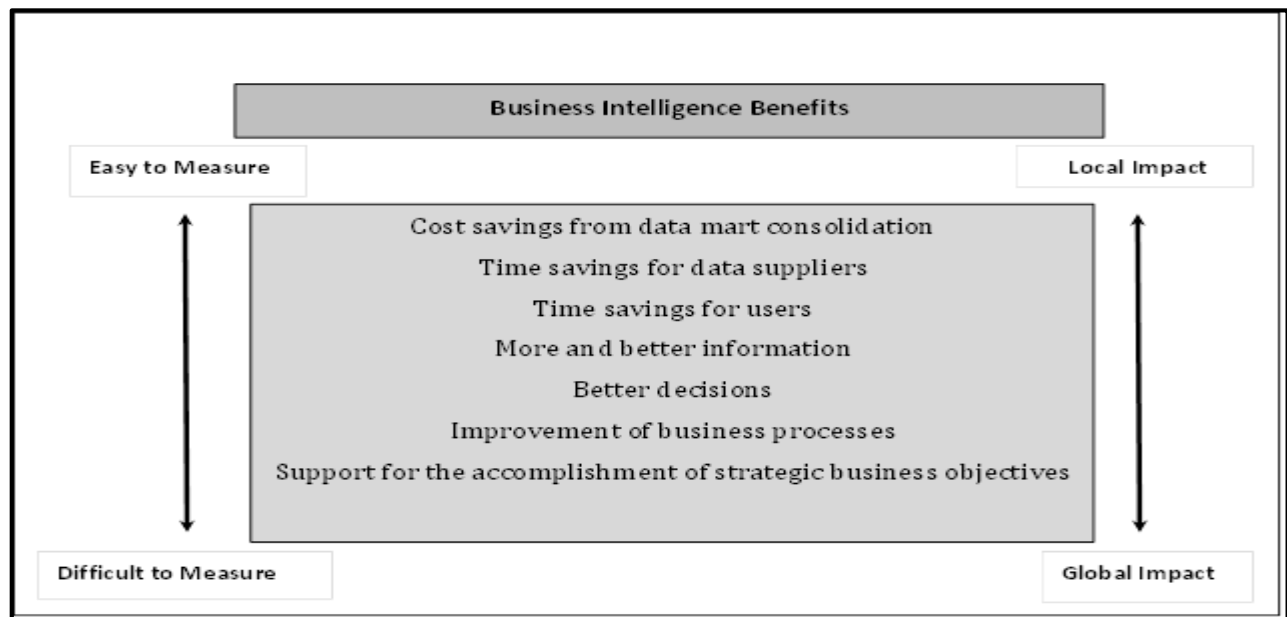 Business Intelligence Benefits
Easy to Measure
Local Impact
Cost savings from data mart consolidation
Time savings for data suppliers
Time savings for users
More and better information
Better decisions
Improvement of business processes
Support for the accomplishment of strategic business objectives
Difficult to Measure
Global Impact